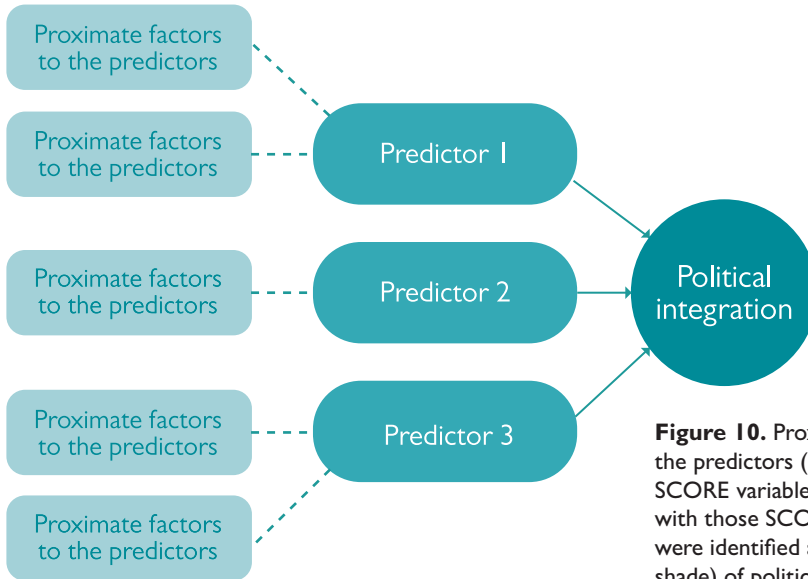 Proximate factors
to the predictors
Proximate factors
to the predictors
Proximate factors
to the predictors
Proximate factors
to the predictors
Proximate factors
to the predictors
Predictor 1
Predictor 2
Predictor 3
Political
integration
Figure 10.
the predictors (
SCORE variable
with those
were identified
shade) of